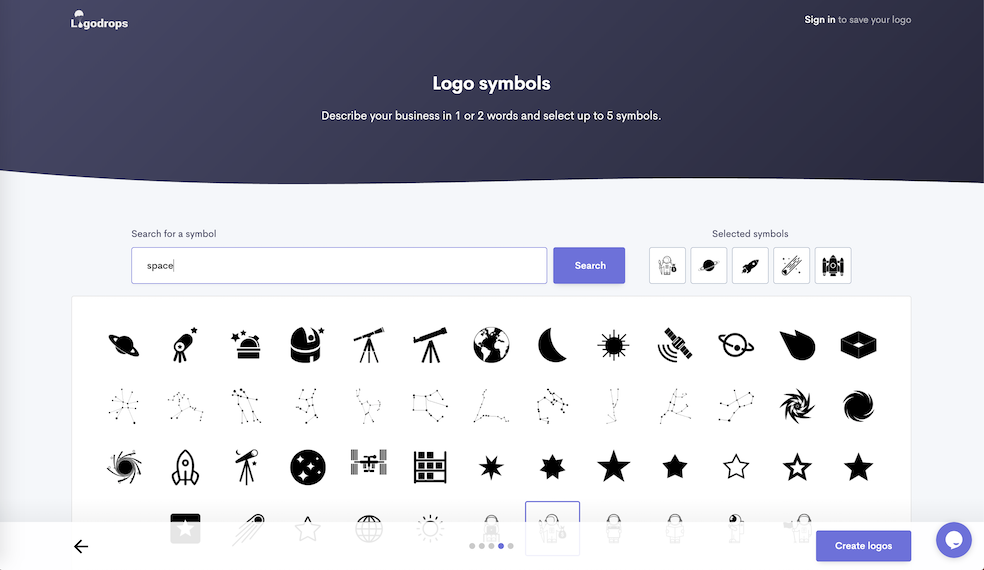 Logodrops
Sign in to save your logo
Logo symbols
Describe your business in 1 or 2 words and select up to 5 symbols.
Search for a symbol
Selected symbols
space
Search
Create logos